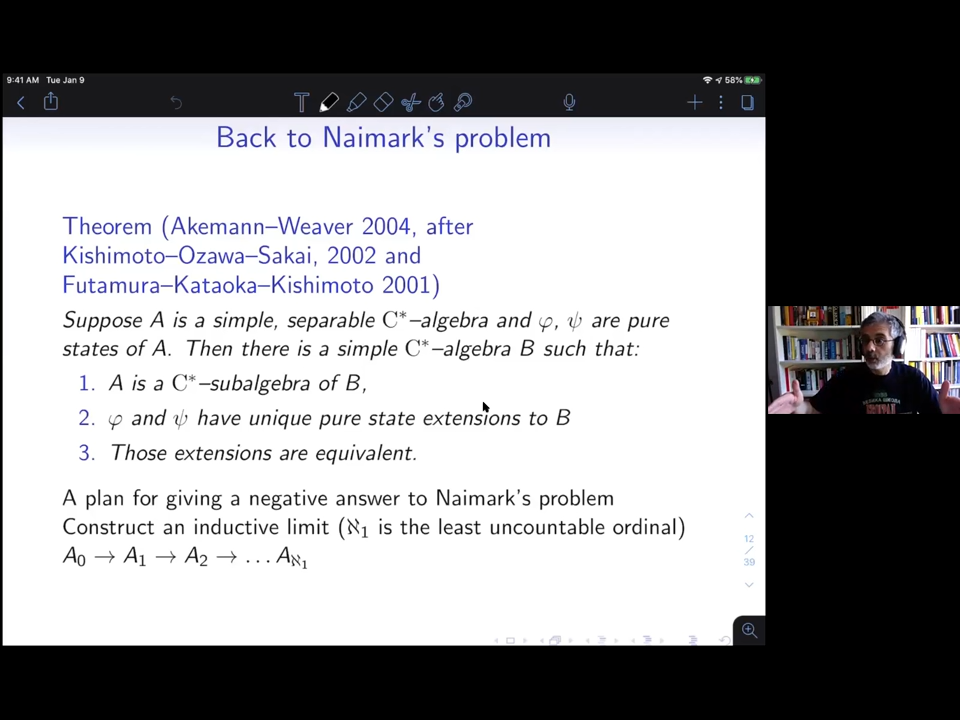 9:41 AM Tue Jan 9
58%
Back to Naimark's problem
Theorem (Akemann–Weaver 2004, after
Kishimoto–Ozawa–Sakai, 2002 and
Futamura–Kataoka–Kishimoto 2001)
Suppose A is a simple, separable C*–algebra and φ, ψ are pure
states of A. Then there is a simple C*–algebra B such that:
1. A is a C*–subalgebra of B,
2. φ and ψ have unique pure state extensions to B
3. Those extensions are equivalent.
A plan for giving a negative answer to Naimark's problem
Construct an inductive limit (ℵ₁ is the least uncountable ordinal)
A₀ → A₁ → A₂ → … A_ℵ₁
12
/
39